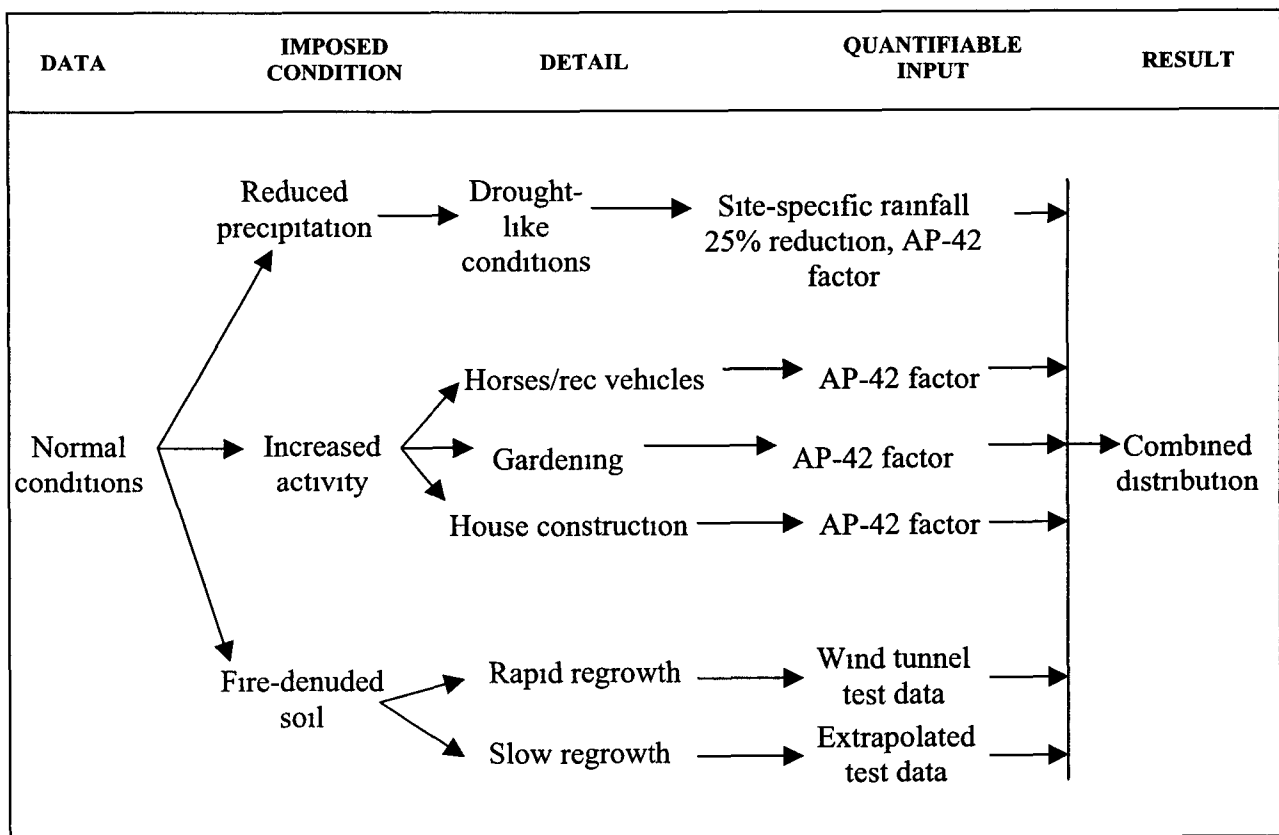 DATA
IMPOSED
CONDITION
DETAIL
QUANTIFIABLE
INPUT
RESULT
Reduced
precipitation
Drought-
like
conditions
Site-specific rainfall
25% reduction, AP-42
factor
Horses/rec vehicles
AP-42 factor
Normal
conditions
Increased
activity
Gardening
AP-42 factor
Combined
distribution
House construction
AP-42 factor
Fire-denuded
soil
Rapid regrowth
Wind tunnel
test data
Slow regrowth
Extrapolated
test data